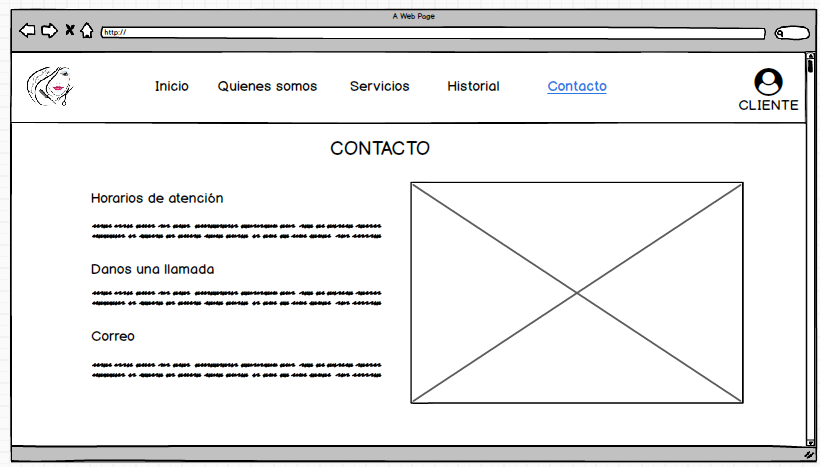 A Web Page
http://
Inicio Quienes somos Servicios Historial Contacto
CLIENTE
CONTACTO
Horarios de atención
Danos una llamada
Correo